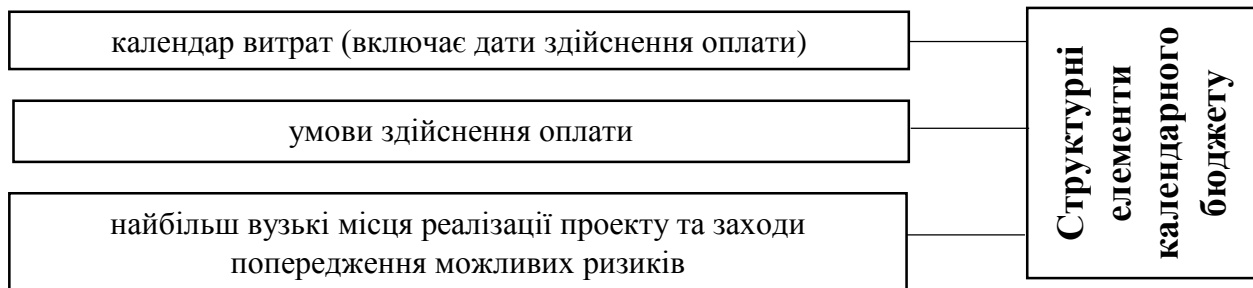 календар витрат (включає дати здійснення оплати)
умови здійснення оплати
найбільш вузькі місця реалізації проекту та заходи
попередження можливих ризиків
Структурні
елементи
календарного
бюджету